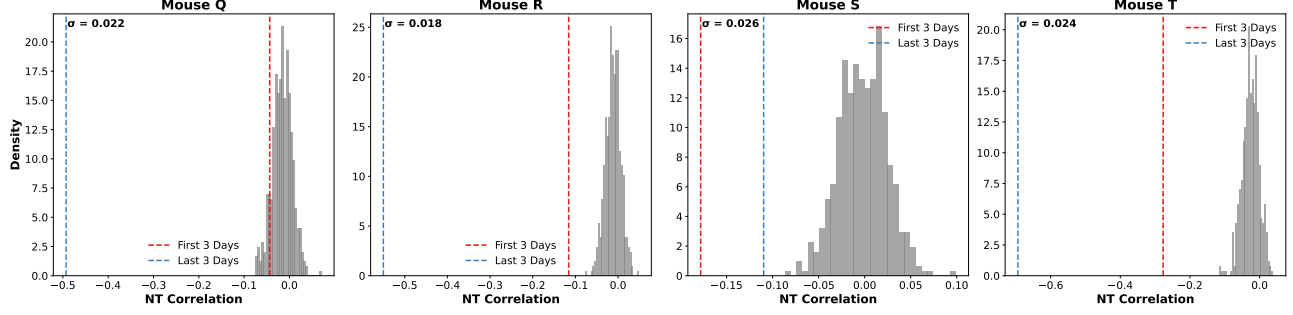 Mouse Q
σ = 0.022
First 3 Days
Last 3 Days
Density
20.0
17.5
15.0
12.5
10.0
7.5
5.0
2.5
0.0
−0.5 −0.4 −0.3 −0.2 −0.1 0.0
NT Correlation
Mouse R
σ = 0.018
First 3 Days
Last 3 Days
25
20
15
10
5
0
−0.5 −0.4 −0.3 −0.2 −0.1 0.0
NT Correlation
Mouse S
σ = 0.026
First 3 Days
Last 3 Days
16
14
12
10
8
6
4
2
0
−0.15 −0.10 −0.05 0.00 0.05 0.10
NT Correlation
Mouse T
σ = 0.024
First 3 Days
Last 3 Days
20.0
17.5
15.0
12.5
10.0
7.5
5.0
2.5
0.0
−0.6 −0.4 −0.2 0.0
NT Correlation